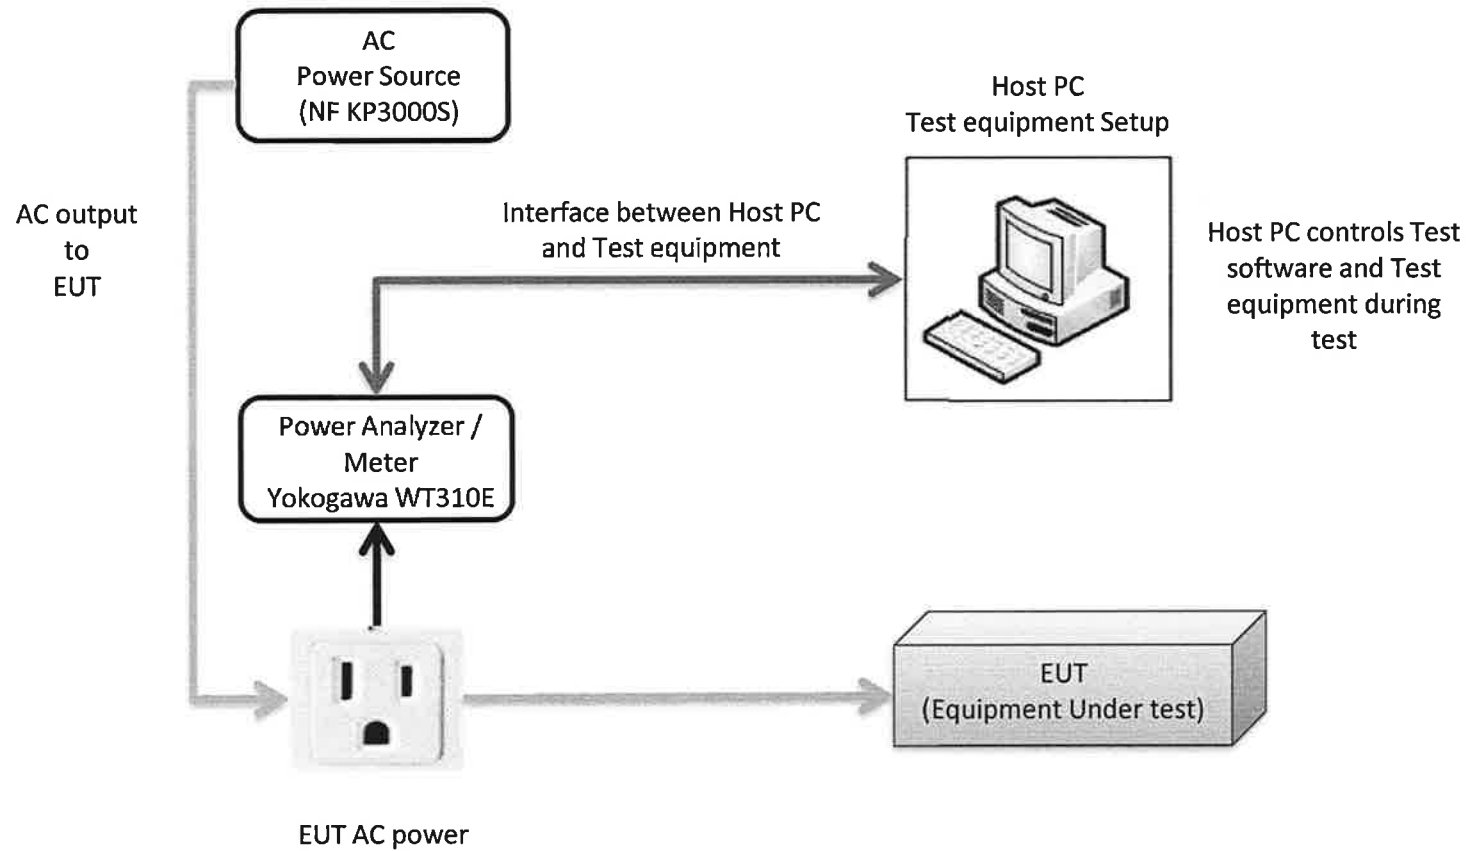 AC
Power Source
(NF KP3000S)
Host PC
Test equipment Setup
AC output
to
EUT
Interface between Host PC
and Test equipment
Host PC controls Test
software and Test
equipment during
test
Power Analyzer /
Meter
Yokogawa WT310E
EUT
(Equipment Under test)
EUT AC power